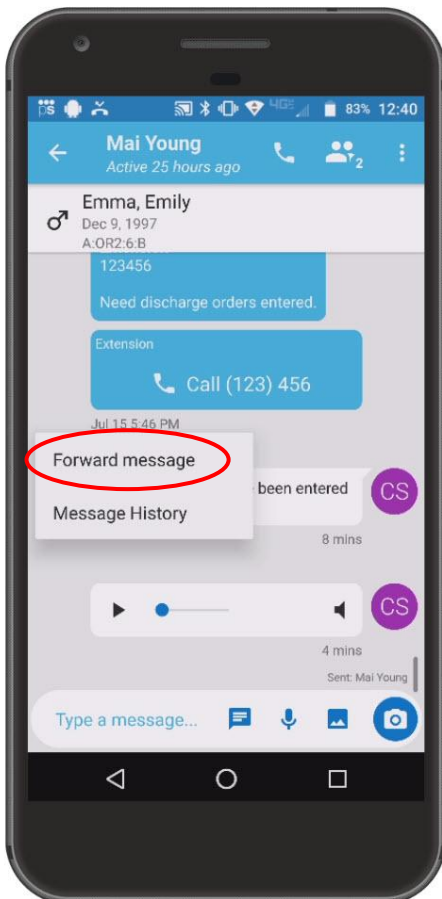 83% 12:40
Mai Young
Active 25 hours ago
2
Emma, Emily
Dec 9, 1997
A:OR2:6:B
123456
Need discharge orders entered.
Extension
Call (123) 456
Jul 15 5:46 PM
Forward message
been entered
CS
Message History
8 mins
CS
4 mins
Sent: Mai Young
Type a message...